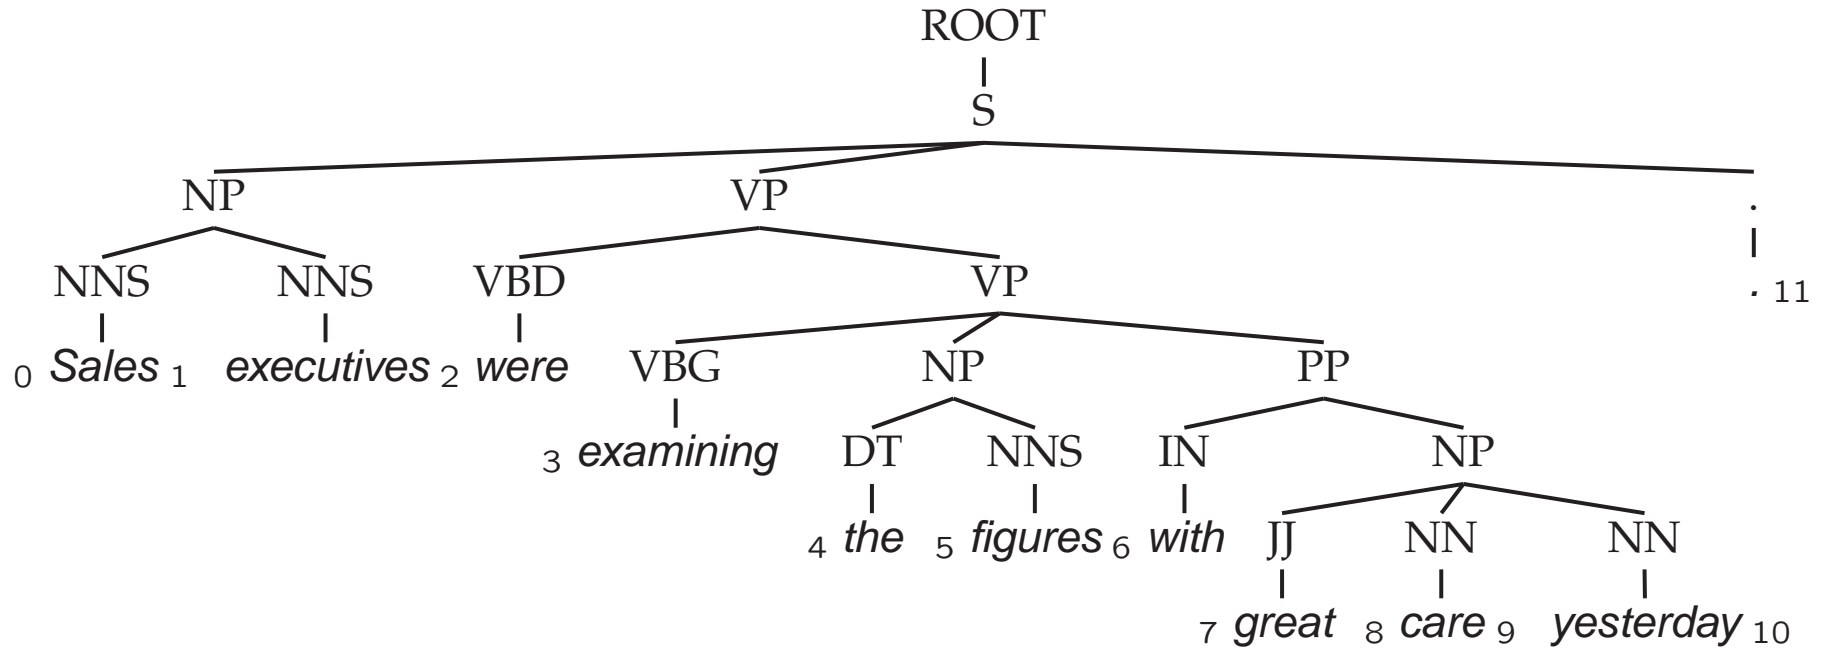 ROOT
S
NP VP .
NNS NNS VBD VP . 11
0 Sales 1 executives 2 were VBG NP PP
3 examining DT NNS IN NP
4 the 5 figures 6 with JJ NN NN
7 great 8 care 9 yesterday 10